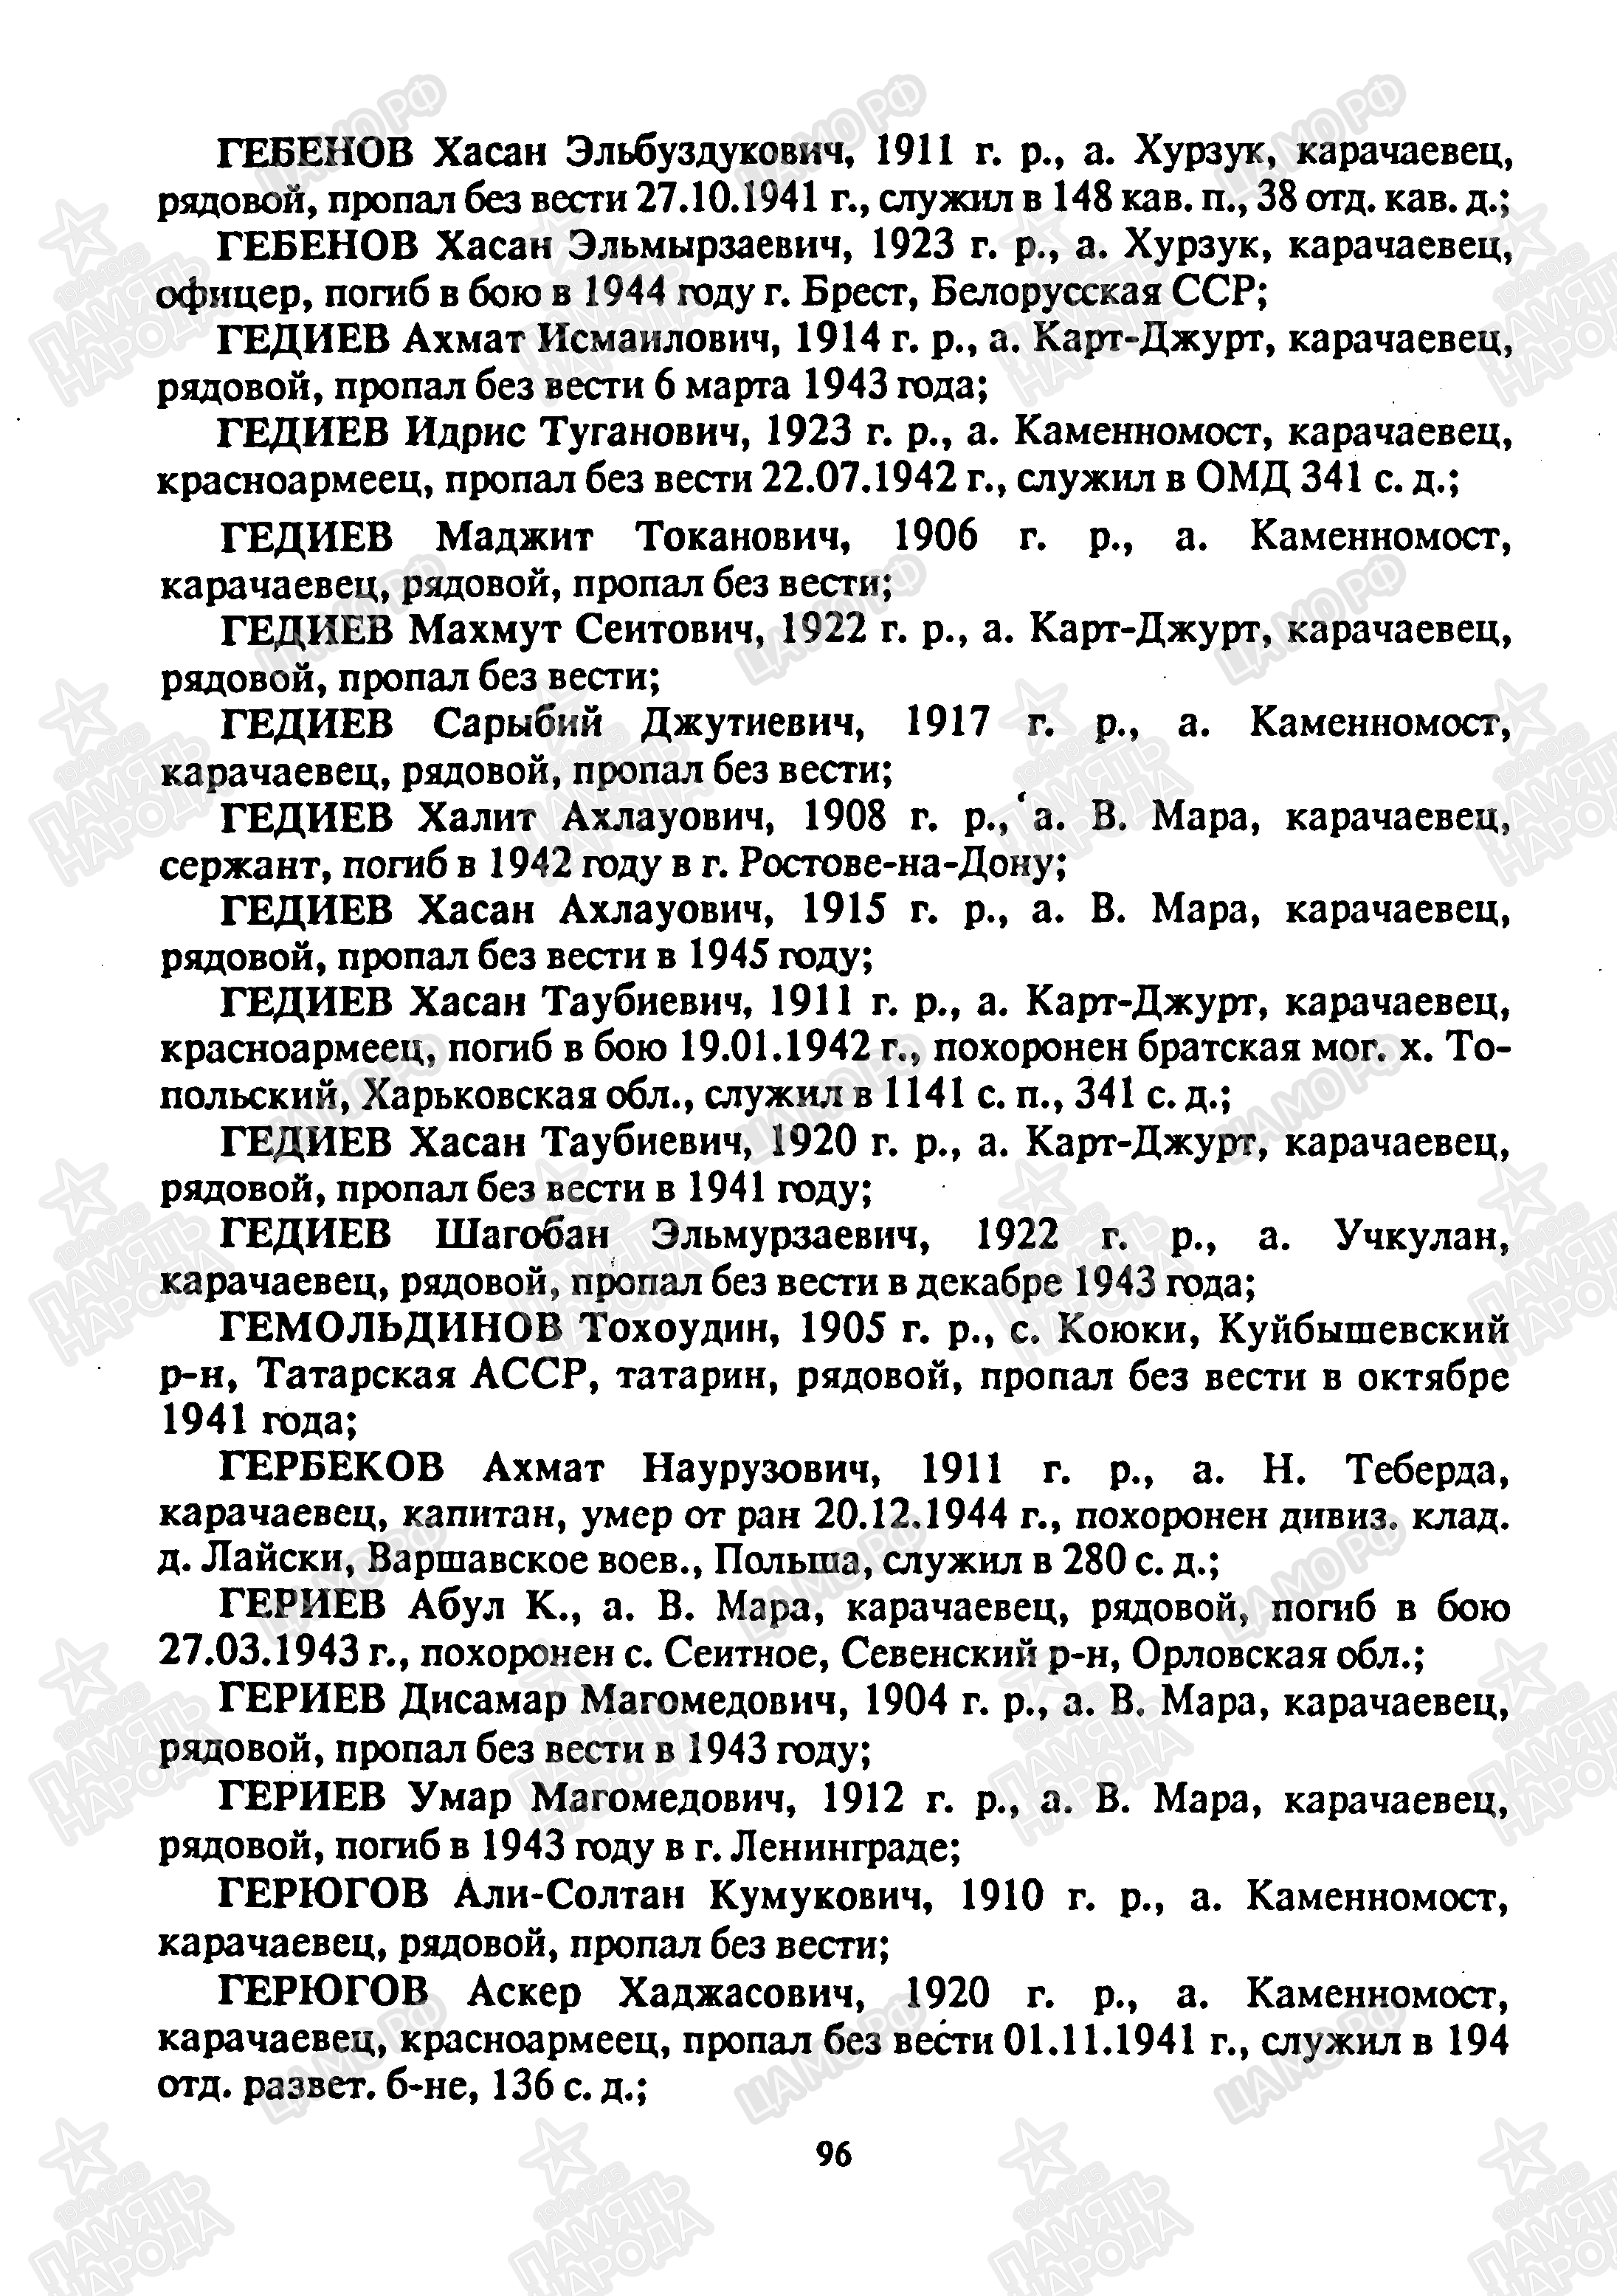 ГЕБЕНОВ Хасан Эльбуздукович, 1911 г. р., а. Хурзук, карачаевец,
рядовой, пропал без вести 27.10.1941 г., служил в 148 кав. п., 38 отд. кав. д.;
ГЕБЕНОВ Хасан Эльмырзаевич, 1923 г. р., а. Хурзук, карачаевец,
офицер, погиб в бою в 1944 году г. Брест, Белорусская ССР;
ГЕДИЕВ Ахмат Исмаилович, 1914 г. р., а. Карт-Джурт, карачаевец,
рядовой, пропал без вести 6 марта 1943 года;
ГЕДИЕВ Идрис Туганович, 1923 г. р., а. Каменномост, карачаевец,
красноармеец, пропал без вести 22.07.1942 г., служил в ОМД 341 с. д.;
ГЕДИЕВ Маджит Токанович, 1906 г. р., а. Каменномост,
карачаевец, рядовой, пропал без вести;
ГЕДИЕВ Махмут Сеитович, 1922 г. р., а. Карт-Джурт, карачаевец,
рядовой, пропал без вести;
ГЕДИЕВ Сарыбий Джутиевич, 1917 г. р., а. Каменномост,
карачаевец, рядовой, пропал без вести;
ГЕДИЕВ Халит Ахлауович, 1908 г. р., а. В. Мара, карачаевец,
сержант, погиб в 1942 году в г. Ростове-на-Дону;
ГЕДИЕВ Хасан Ахлауович, 1915 г. р., а. В. Мара, карачаевец,
рядовой, пропал без вести в 1945 году;
ГЕДИЕВ Хасан Таубиевич, 1911 г. р., а. Карт-Джурт, карачаевец,
красноармеец, погиб в бою 19.01.1942 г., похоронен братская мог. х. То-
польский, Харьковская обл., служил в 1141 с. п., 341 с. д.;
ГЕДИЕВ Хасан Таубиевич, 1920 г. р., а. Карт-Джурт, карачаевец,
рядовой, пропал без вести в 1941 году;
ГЕДИЕВ Шагобан Эльмурзаевич, 1922 г. р., а. Учкулан,
карачаевец, рядовой, пропал без вести в декабре 1943 года;
ГЕМОЛЬДИНОВ Тохоудин, 1905 г. р., с. Коюки, Куйбышевский
р-н, Татарская АССР, татарин, рядовой, пропал без вести в октябре
1941 года;
ГЕРБЕКОВ Ахмат Наурузович, 1911 г. р., а. Н. Теберда,
карачаевец, капитан, умер от ран 20.12.1944 г., похоронен дивиз. клад.
д. Лайски, Варшавское воев., Польша, служил в 280 с. д.;
ГЕРИЕВ Абул К., а. В. Мара, карачаевец, рядовой, погиб в бою
27.03.1943 г., похоронен с. Сеитное, Севенский р-н, Орловская обл.;
ГЕРИЕВ Дисамар Магомедович, 1904 г. р., а. В. Мара, карачаевец,
рядовой, пропал без вести в 1943 году;
ГЕРИЕВ Умар Магомедович, 1912 г. р., а. В. Мара, карачаевец,
рядовой, погиб в 1943 году в г. Ленинграде;
ГЕРЮГОВ Али-Солтан Кумукович, 1910 г. р., а. Каменномост,
карачаевец, рядовой, пропал без вести;
ГЕРЮГОВ Аскер Хаджасович, 1920 г. р., а. Каменномост,
карачаевец, красноармеец, пропал без вести 01.11.1941 г., служил в 194
отд. развет. б-не, 136 с. д.;
96